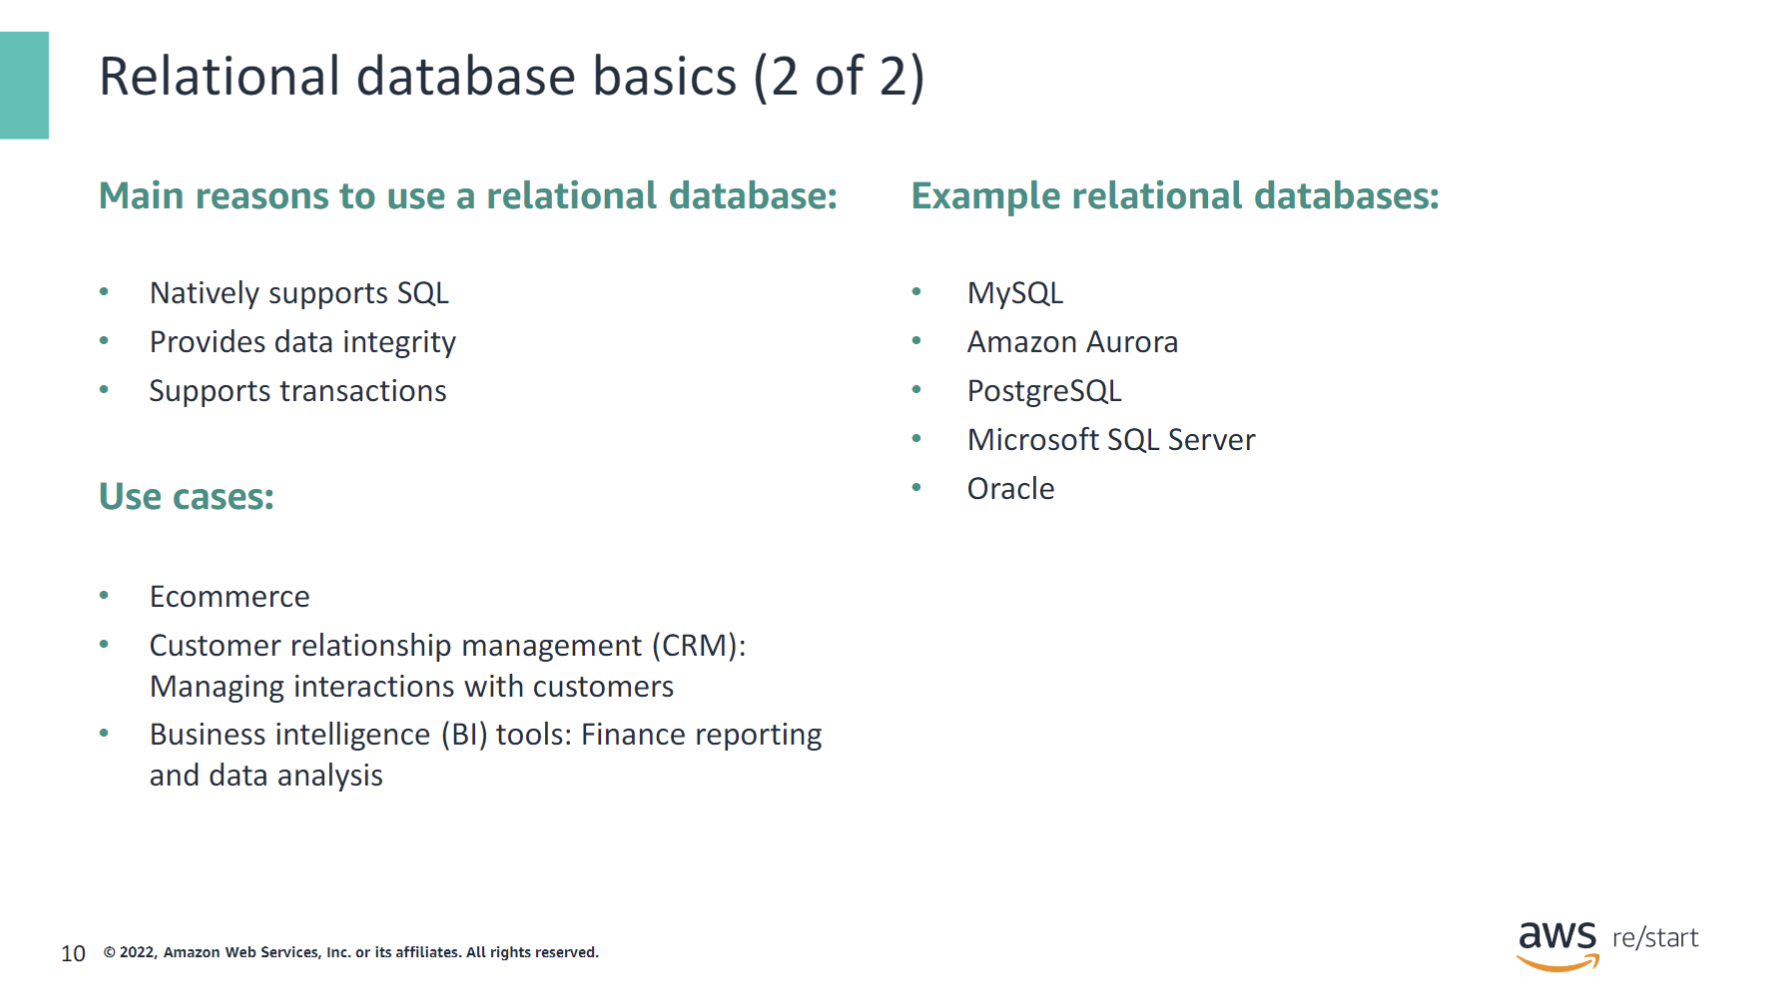 Relational database basics (2 of 2)
Main reasons to use a relational database:
• Natively supports SQL
• Provides data integrity
• Supports transactions
Use cases:
• Ecommerce
• Customer relationship management (CRM):
Managing interactions with customers
• Business intelligence (BI) tools: Finance reporting
and data analysis
Example relational databases:
• MySQL
• Amazon Aurora
• PostgreSQL
• Microsoft SQL Server
• Oracle
10 © 2022, Amazon Web Services, Inc. or its affiliates. All rights reserved.
aws re/start